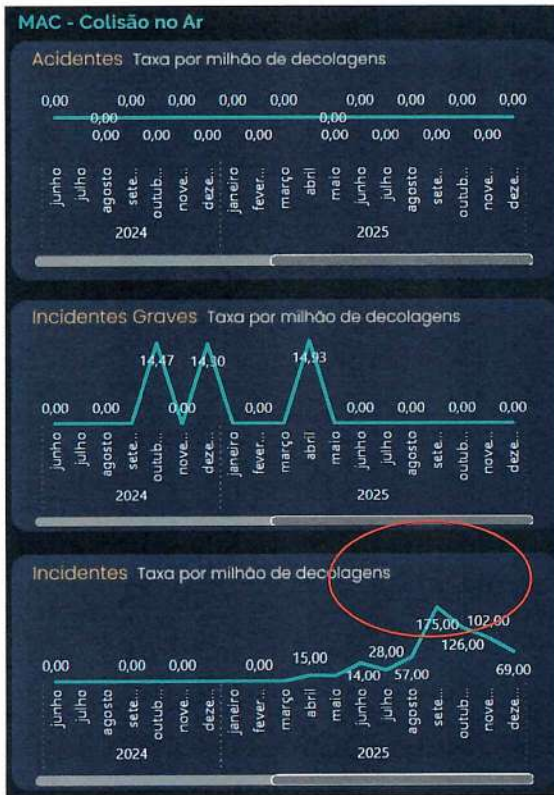 MAC - Colisão no Ar
Acidentes Taxa por milhão de decolagens
0,00 0,00 0,00 0,00 0,00 0,00 0,00 0,00 0,00 0,00
0,00 0,00
0,00 0,00 0,00 0,00 0,00 0,00 0,00 0,00
junho julho agosto sete... outub... nove... deze... janeiro fever... março abril maio junho julho agosto sete... outub... nove... deze...
2024 2025
Incidentes Graves Taxa por milhão de decolagens
14,47 14,30 14,93
0,00 0,00 0,00 0,00 0,00 0,00 0,00 0,00
junho julho agosto sete... outub... nove... deze... janeiro fever... março abril maio junho julho agosto sete... outub... nove... deze...
2024 2025
Incidentes Taxa por milhão de decolagens
175,00 102,00
126,00
0,00 0,00 0,00 0,00 15,00 28,00
14,00 57,00 69,00
junho julho agosto sete... outub... nove... deze... janeiro fever... março abril maio junho julho agosto sete... outub... nove... deze...
2024 2025